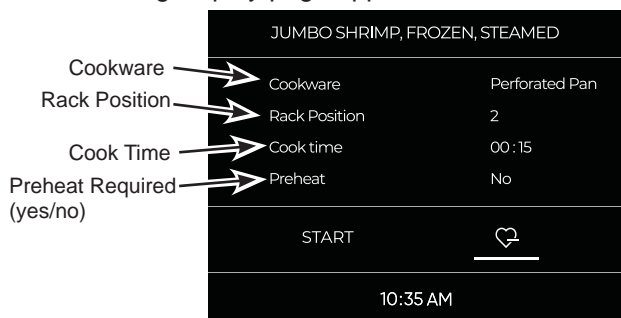 JUMBO SHRIMP, FROZEN, STEAMED
Cookware
Cookware Perforated Pan
Rack Position
Rack Position 2
Cook Time
Cook time 00:15
Preheat Required
(yes/no)
Preheat No
START
10:35 AM